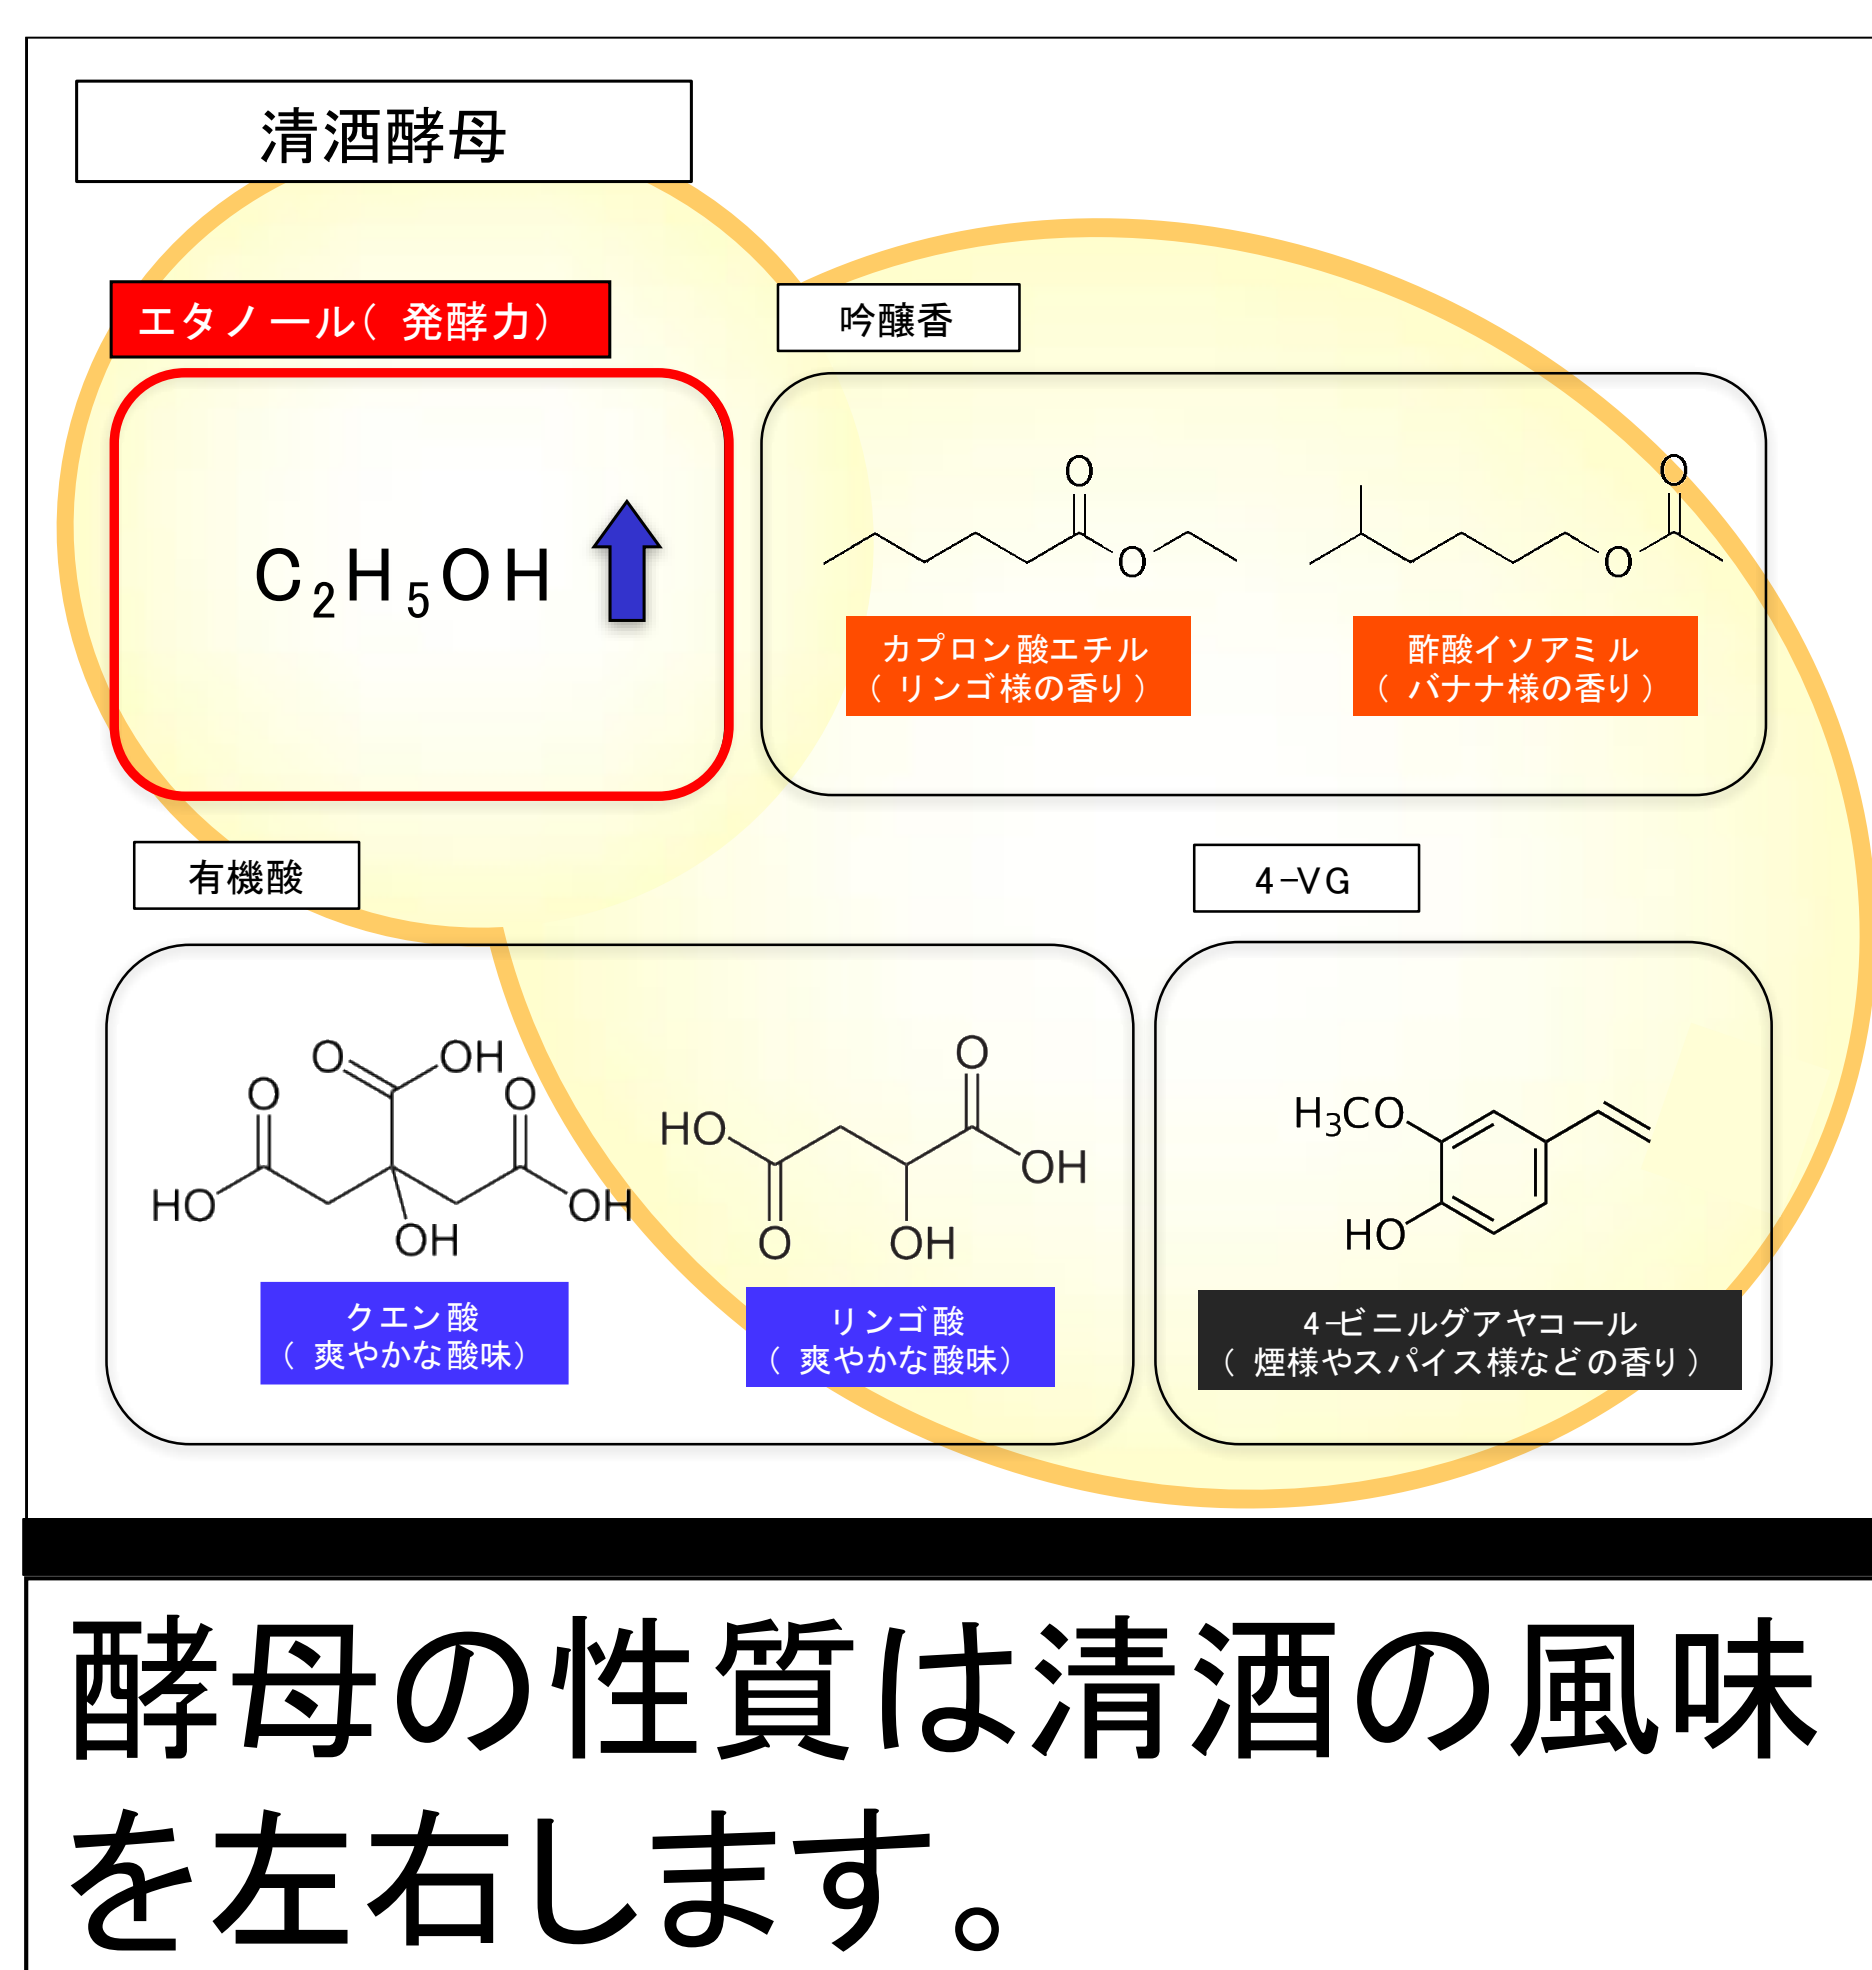 清酒酵母
エタノール(発酵力)
吟醸香
C2H5OH
O
O
O
O
カプロン酸エチル
(リンゴ様の香り)
酢酸イソアミル
(バナナ様の香り)
有機酸
4-VG
O
OH
O
O
HO
OH
OH
クエン酸
(爽やかな酸味)
O
HO
OH
O
OH
リンゴ酸
(爽やかな酸味)
H3CO
HO
4-ビニルグアヤコール
(煙様やスパイス様などの香り)
酵母の性質は清酒の風味
を左右します。